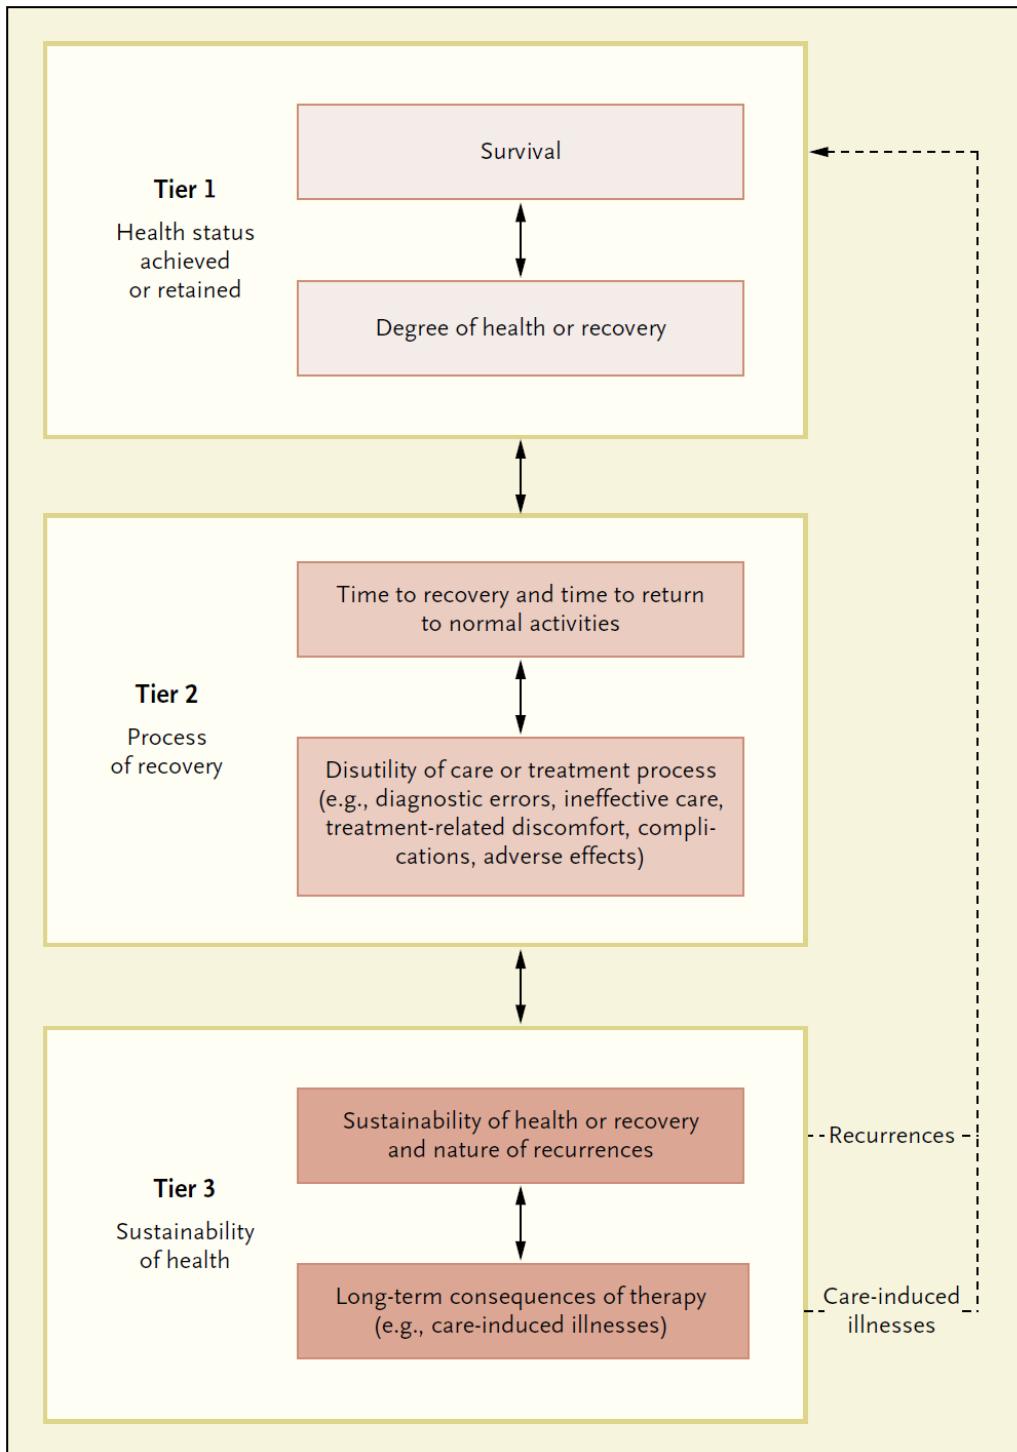 Survival
Tier 1
Health status
achieved
or retained
Degree of health or recovery
Time to recovery and time to return
to normal activities
Tier 2
Process
of recovery
Disutility of care or treatment process
(e.g., diagnostic errors, ineffective care,
treatment-related discomfort, compli-
cations, adverse effects)
Sustainability of health or recovery
and nature of recurrences
Recurrences
Tier 3
Sustainability
of health
Long-term consequences of therapy
(e.g., care-induced illnesses)
Care-induced
illnesses